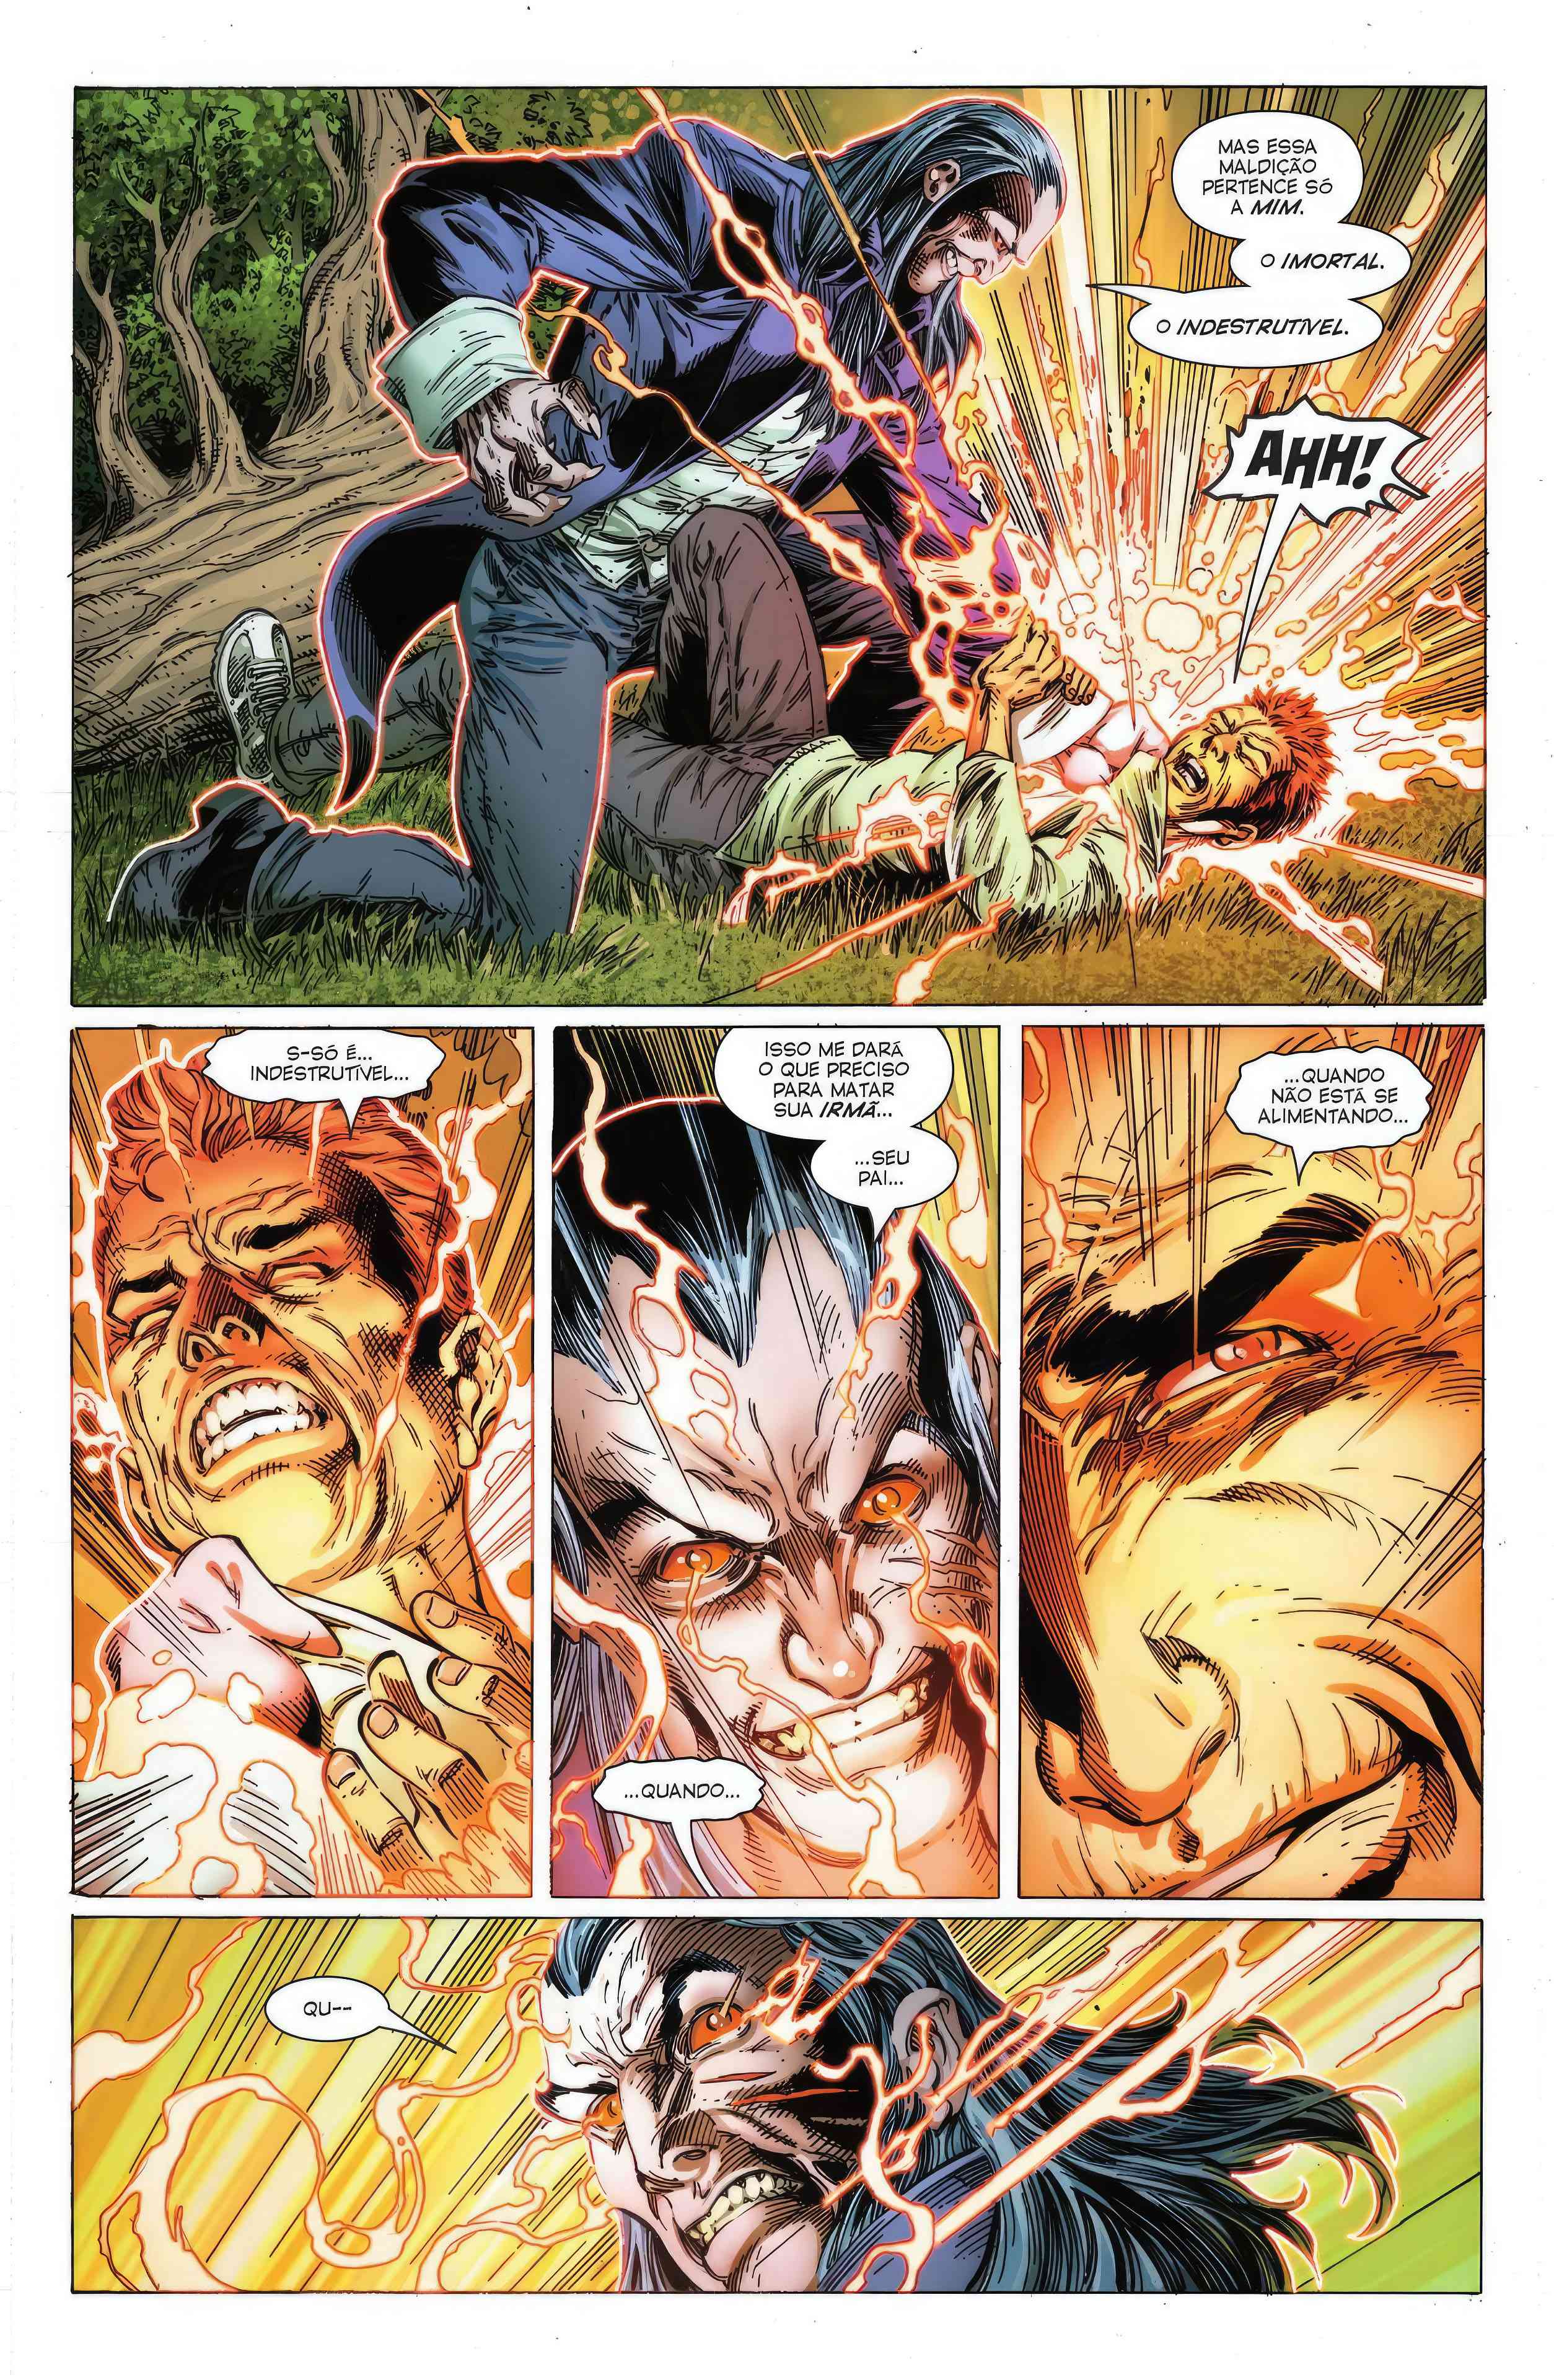 MAS ESSA
MALDIÇÃO
PERTENCE SÓ
A MIM.
O IMORTAL.
O INDESTRUTÍVEL.
AHH!
S-SÓ É...
INDESTRUTÍVEL...
ISSO ME DARÁ
O QUE PRECISO
PARA MATAR
SUA IRMÃ...
...SEU
PAI...
...QUANDO...
...QUANDO
NÃO ESTÁ SE
ALIMENTANDO...
QU--